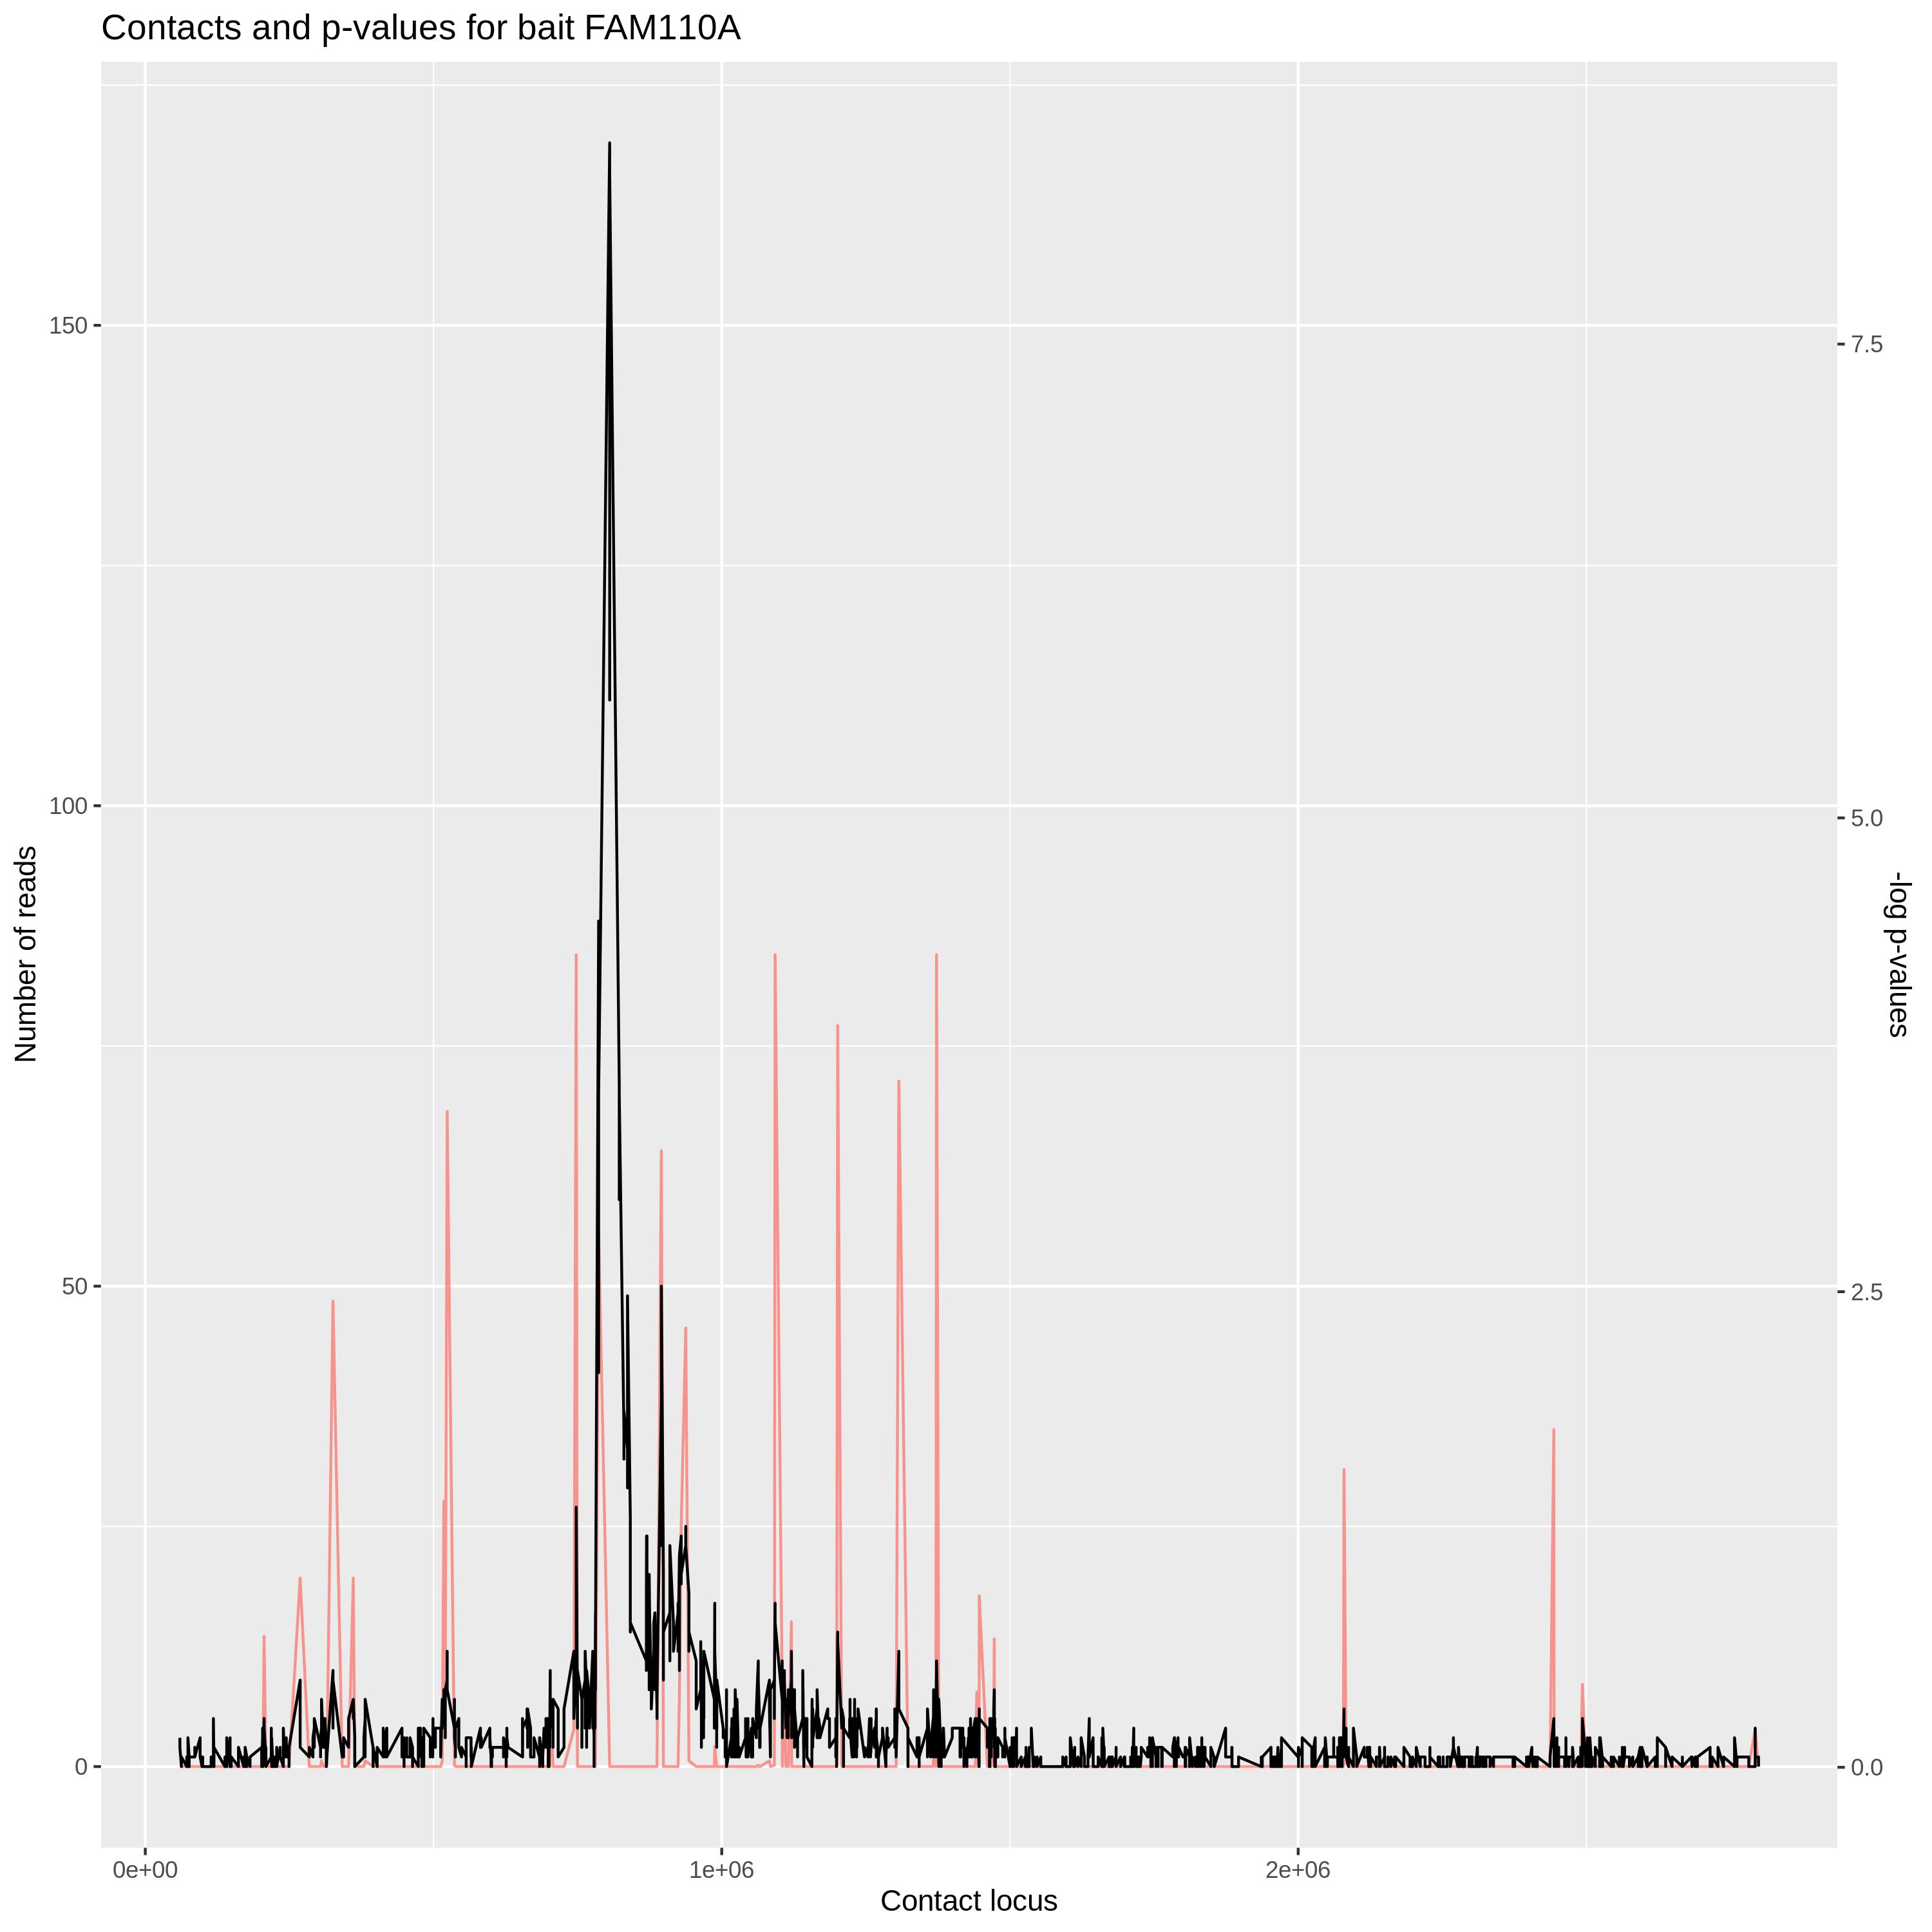 Contacts and p-values for bait FAM110A
150
100
50
0
Number of reads
7.5
5.0
2.5
0.0
-log p-values
0e+00
1e+06
2e+06
Contact locus